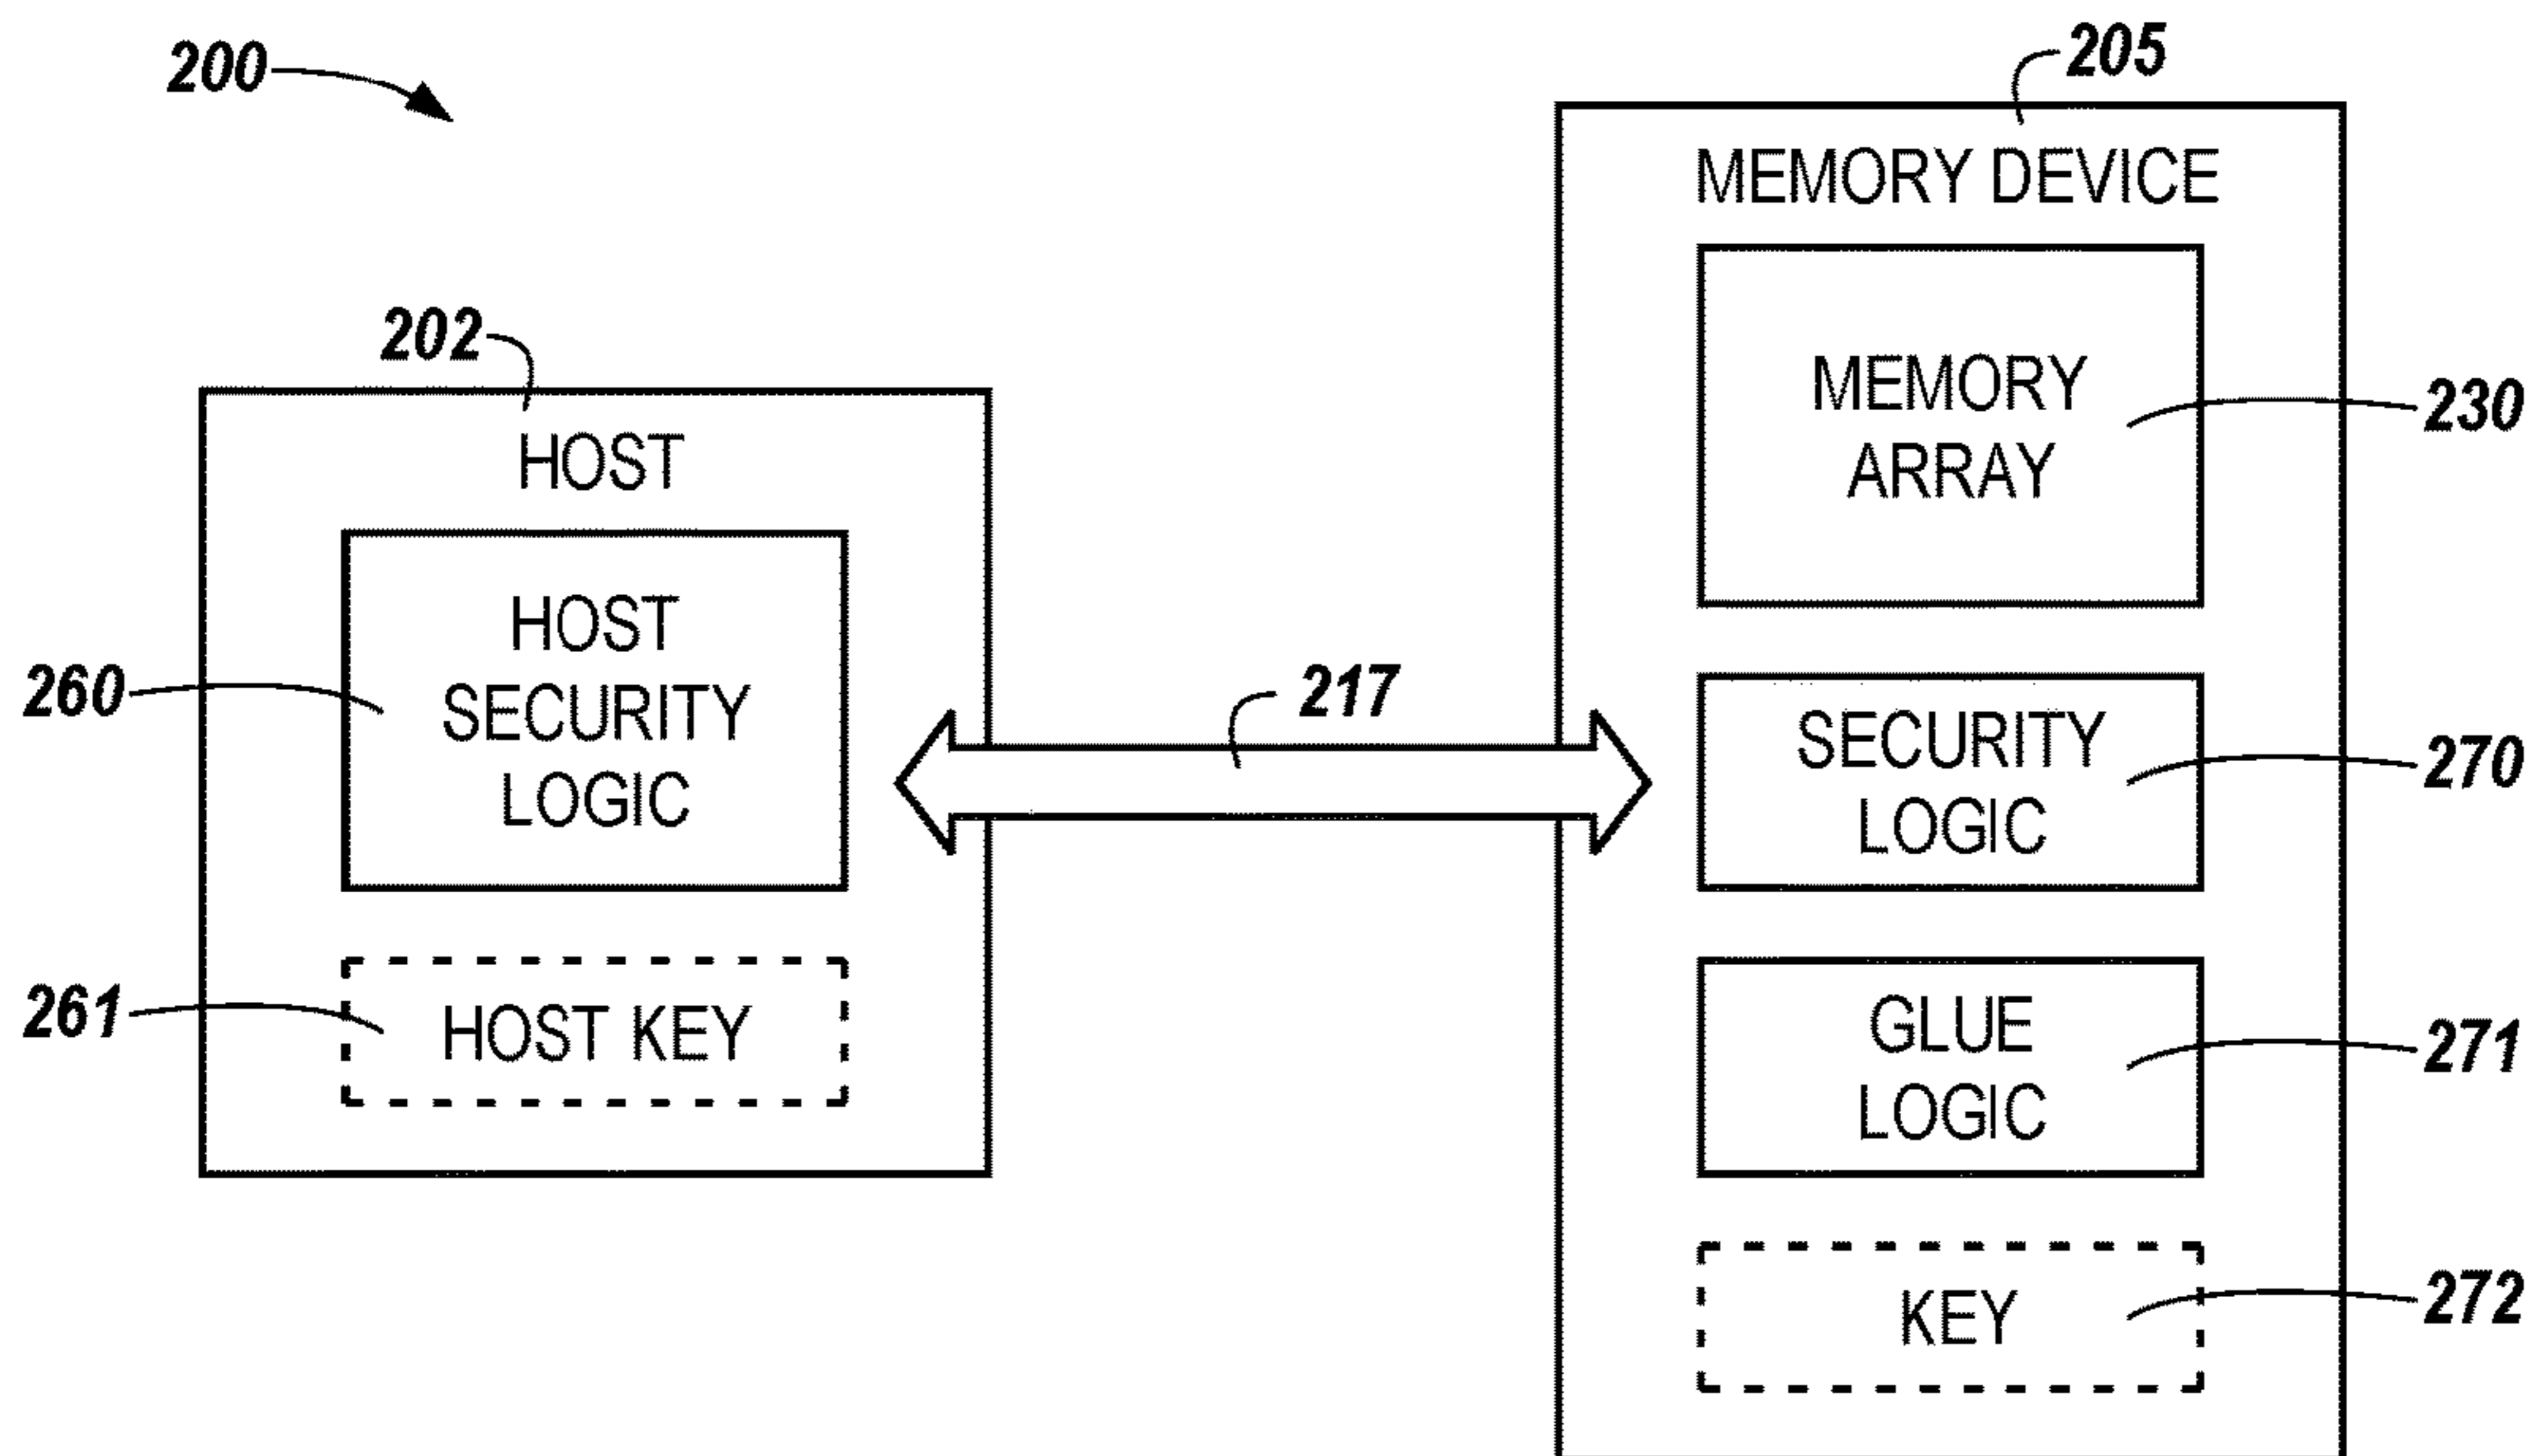 200
205
MEMORY DEVICE
202
HOST
MEMORY
ARRAY
230
260
HOST
SECURITY
LOGIC
217
SECURITY
LOGIC
270
261
HOST KEY
GLUE
LOGIC
271
KEY
272